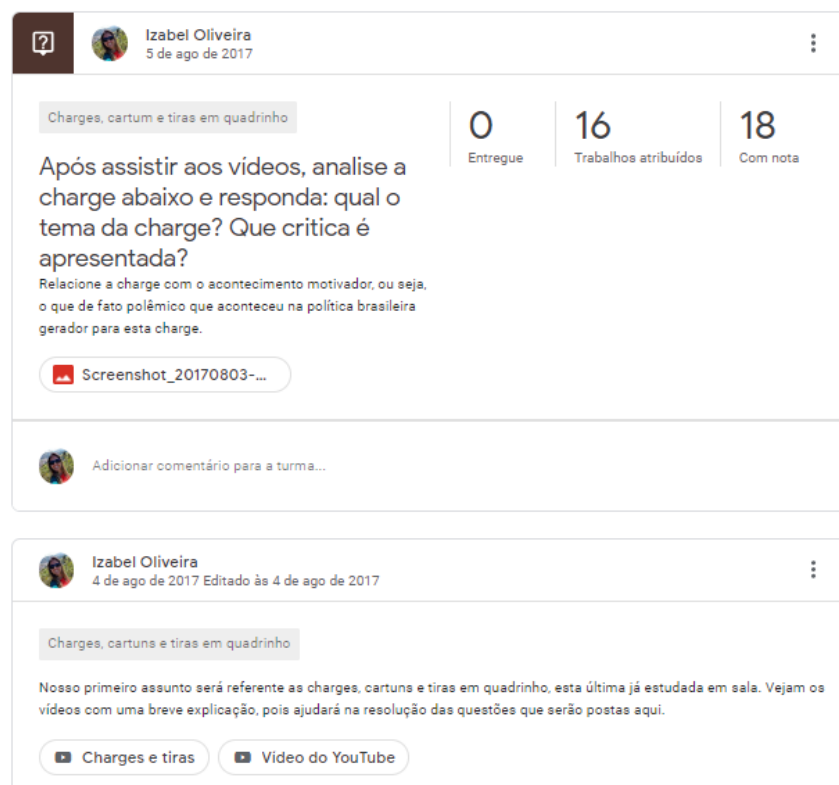 Izabel Oliveira
5 de ago de 2017
Charges, cartum e tiras em quadrinho
Após assistir aos vídeos, analise a
charge abaixo e responda: qual o
tema da charge? Que critica é
apresentada?
Relacione a charge com o acontecimento motivador, ou seja,
o que de fato polêmico que aconteceu na política brasileira
gerador para esta charge.
0
Entregue
16
Trabalhos atribuídos
18
Com nota
Screenshot_20170803-...
Adicionar comentário para a turma...
Izabel Oliveira
4 de ago de 2017 Editado às 4 de ago de 2017
Charges, cartuns e tiras em quadrinho
Nosso primeiro assunto será referente as charges, cartuns e tiras em quadrinho, esta última já estudada em sala. Vejam os
vídeos com uma breve explicação, pois ajudará na resolução das questões que serão postas aqui.
Charges e tiras
Vídeo do YouTube